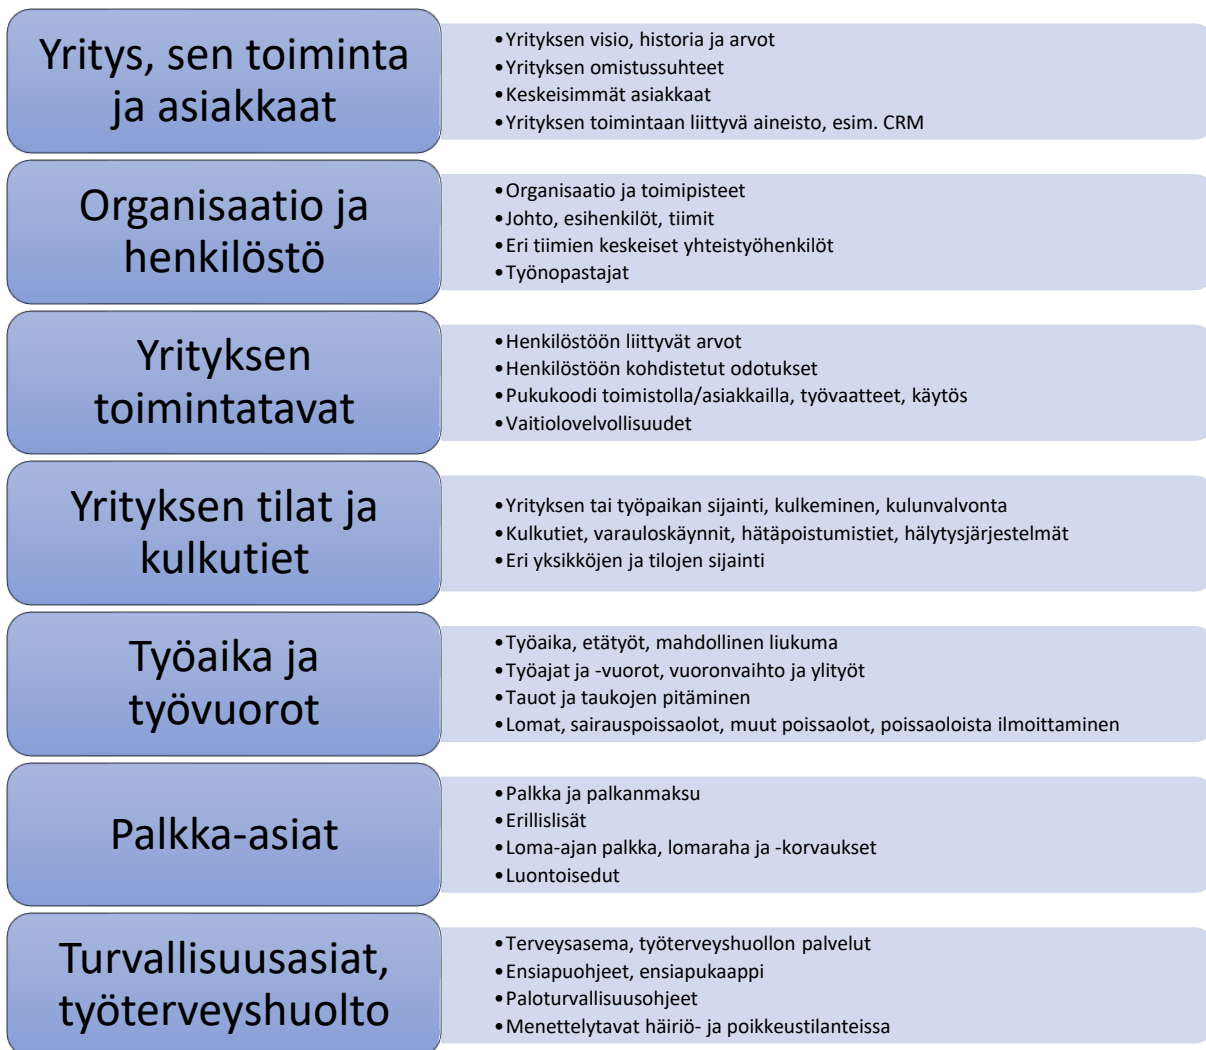 Yritys, sen toiminta
ja asiakkaat
•Yrityksen visio, historia ja arvot
•Yrityksen omistussuhteet
•Keskeisimmät asiakkaat
•Yrityksen toimintaan liittyvä aineisto, esim. CRM
Organisaatio ja
henkilöstö
•Organisaatio ja toimipisteet
•Johto, esihenkilöt, tiimit
•Eri tiimien keskeiset yhteistyöhenkilöt
•Työnopastajat
Yrityksen
toimintatavat
•Henkilöstöön liittyvät arvot
•Henkilöstöön kohdistetut odotukset
•Pukukoodi toimistolla/asiakkailla, työvaatteet, käytös
•Vaitiolovelvollisuudet
Yrityksen tilat ja
kulkutiet
•Yrityksen tai työpaikan sijainti, kulkeminen, kulunvalvonta
•Kulkutiet, varauloskäynnit, hätäpoistumistiet, hälytysjärjestelmät
•Eri yksikköjen ja tilojen sijainti
Työaika ja
työvuorot
•Työaika, etätyöt, mahdollinen liukuma
•Työajat ja -vuorot, vuoronvaihto ja ylityöt
•Tauot ja taukojen pitäminen
•Lomat, sairauspoissaolot, muut poissaolot, poissaoloista ilmoittaminen
Palkka-asiat
•Palkka ja palkanmaksu
•Erillislisät
•Loma-ajan palkka, lomaraha ja -korvaukset
•Luontoisedut
Turvallisuusasiat,
työterveyshuolto
•Terveysasema, työterveyshuollon palvelut
•Ensiapuohjeet, ensiapukaappi
•Paloturvallisuusohjeet
•Menettelytavat häiriö- ja poikkeustilanteissa